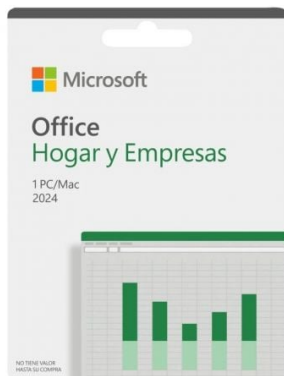 Microsoft
Office
Hogar y Empresas
1 PC/Mac
2024
NO TIENE VALOR
HASTA SU COMPRA